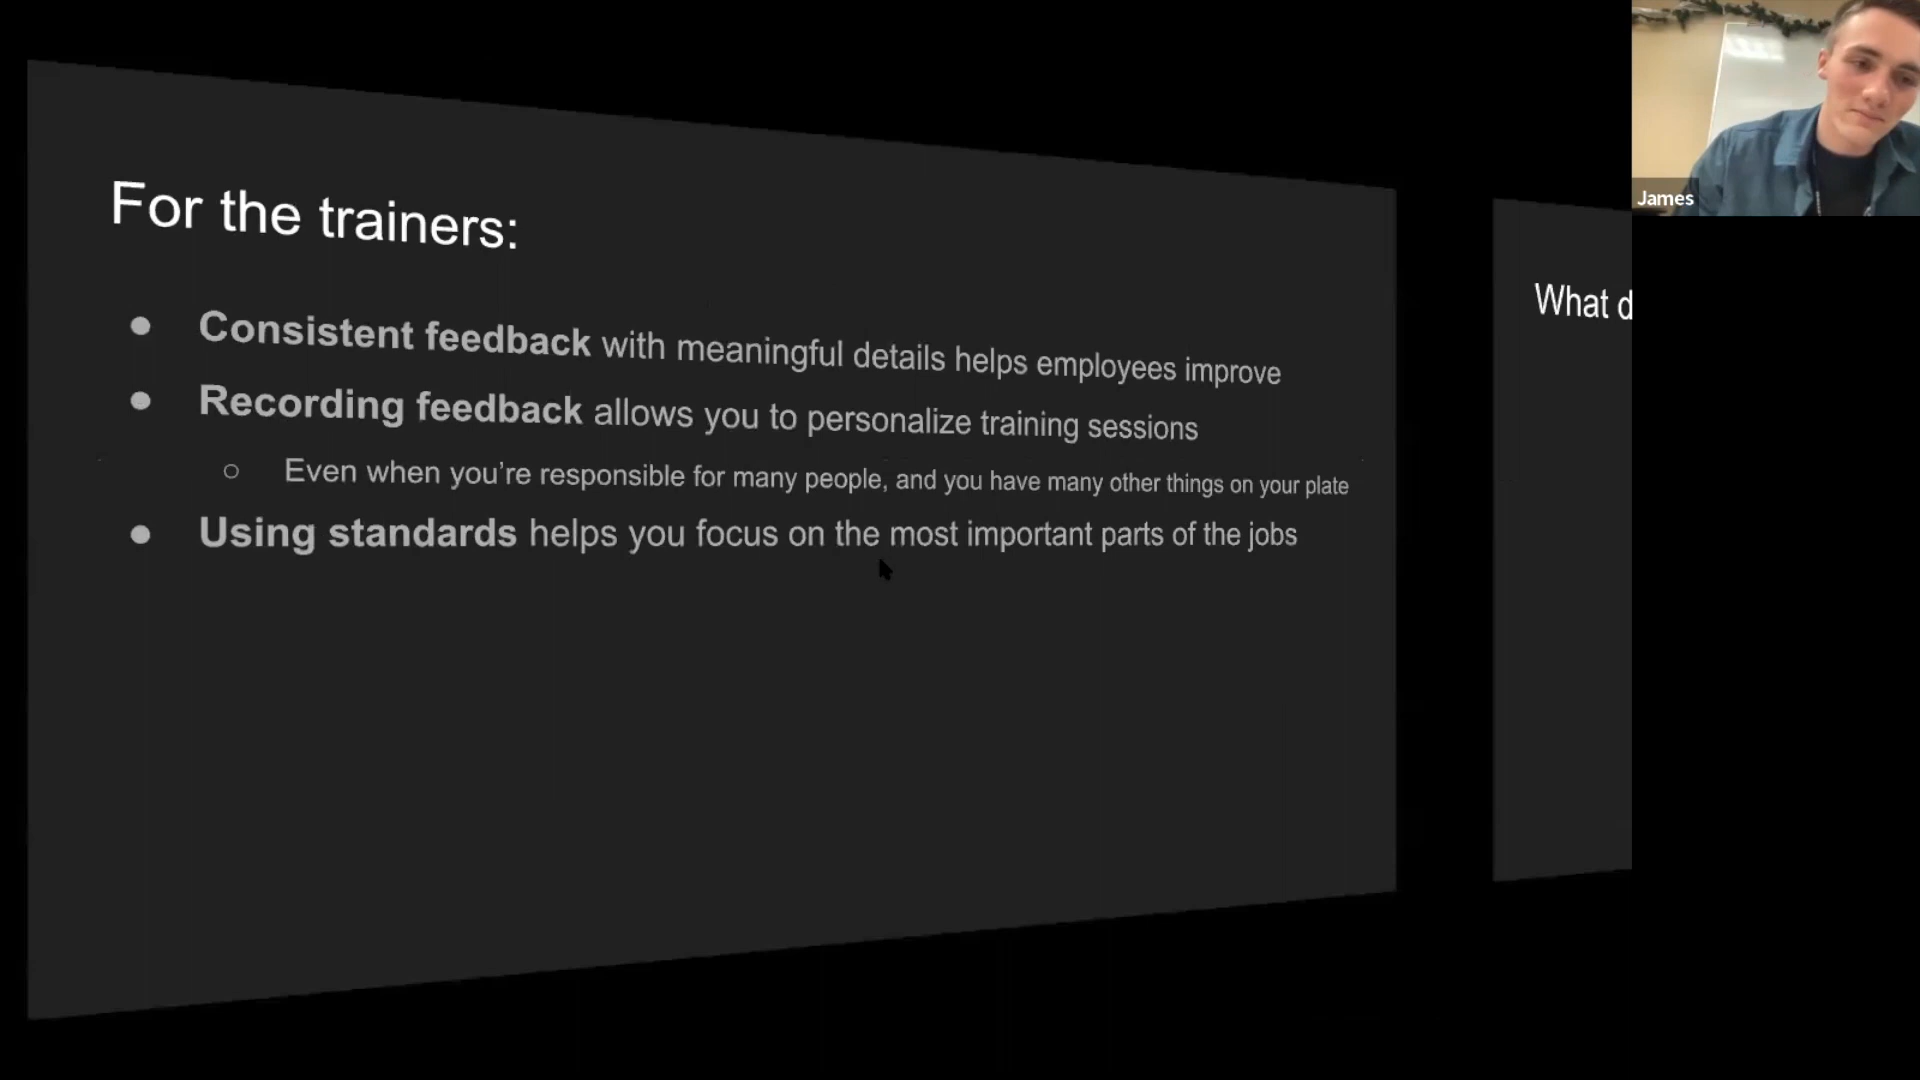 For the trainers:
Consistent feedback with meaningful details helps employees improve
Recording feedback allows you to personalize training sessions
Even when you’re responsible for many people, and you have many other things on your plate
Using standards helps you focus on the most important parts of the jobs
What d
James